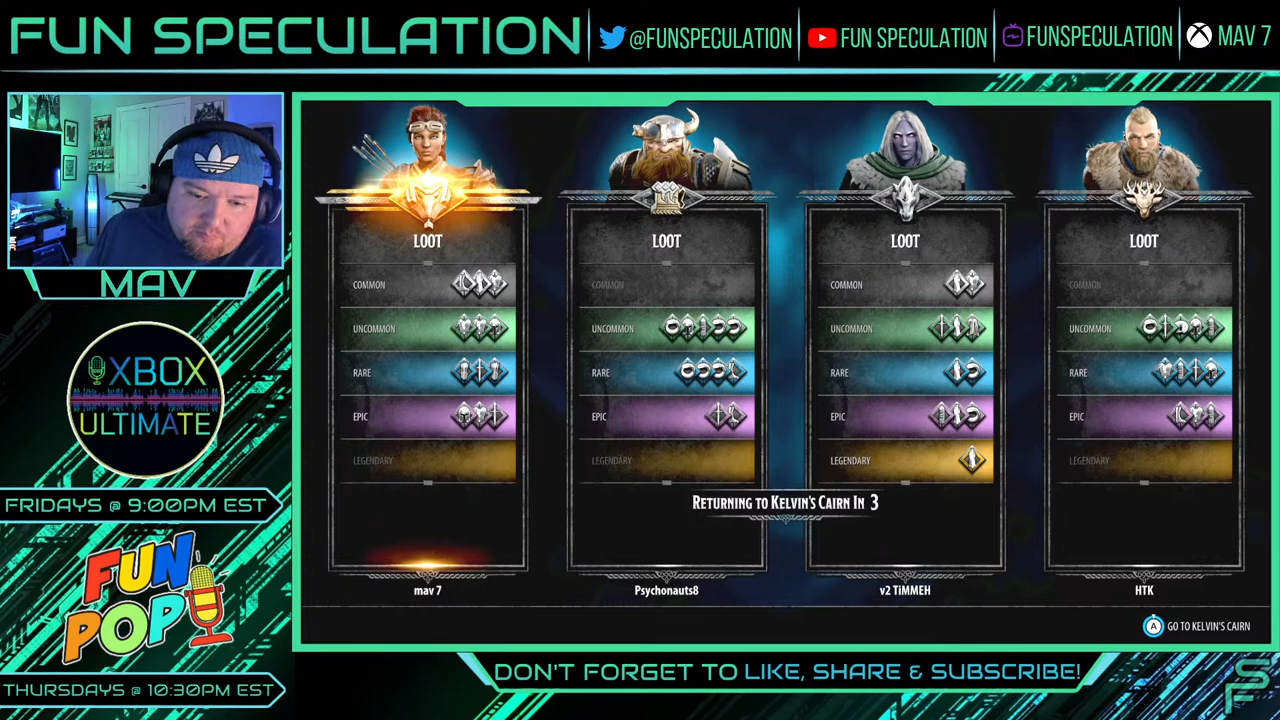 FUN SPECULATION
@FUNSPECULATION
FUN SPECULATION
FUNSPECULATION
MAV 7
MAV
XBOX
ULTIMATE
FRIDAYS @ 9:00PM EST
FUN
POP
THURSDAYS @ 10:30PM EST
LOOT
COMMON
UNCOMMON
RARE
EPIC
LEGENDARY
mav 7
LOOT
COMMON
UNCOMMON
RARE
EPIC
LEGENDARY
Psychonauts8
LOOT
COMMON
UNCOMMON
RARE
EPIC
LEGENDARY
v2 TiMMEH
LOOT
COMMON
UNCOMMON
RARE
EPIC
LEGENDARY
HTK
RETURNING TO KELVIN'S CAIRN IN 3
A GO TO KELVIN'S CAIRN
DON'T FORGET TO LIKE, SHARE & SUBSCRIBE!
SF